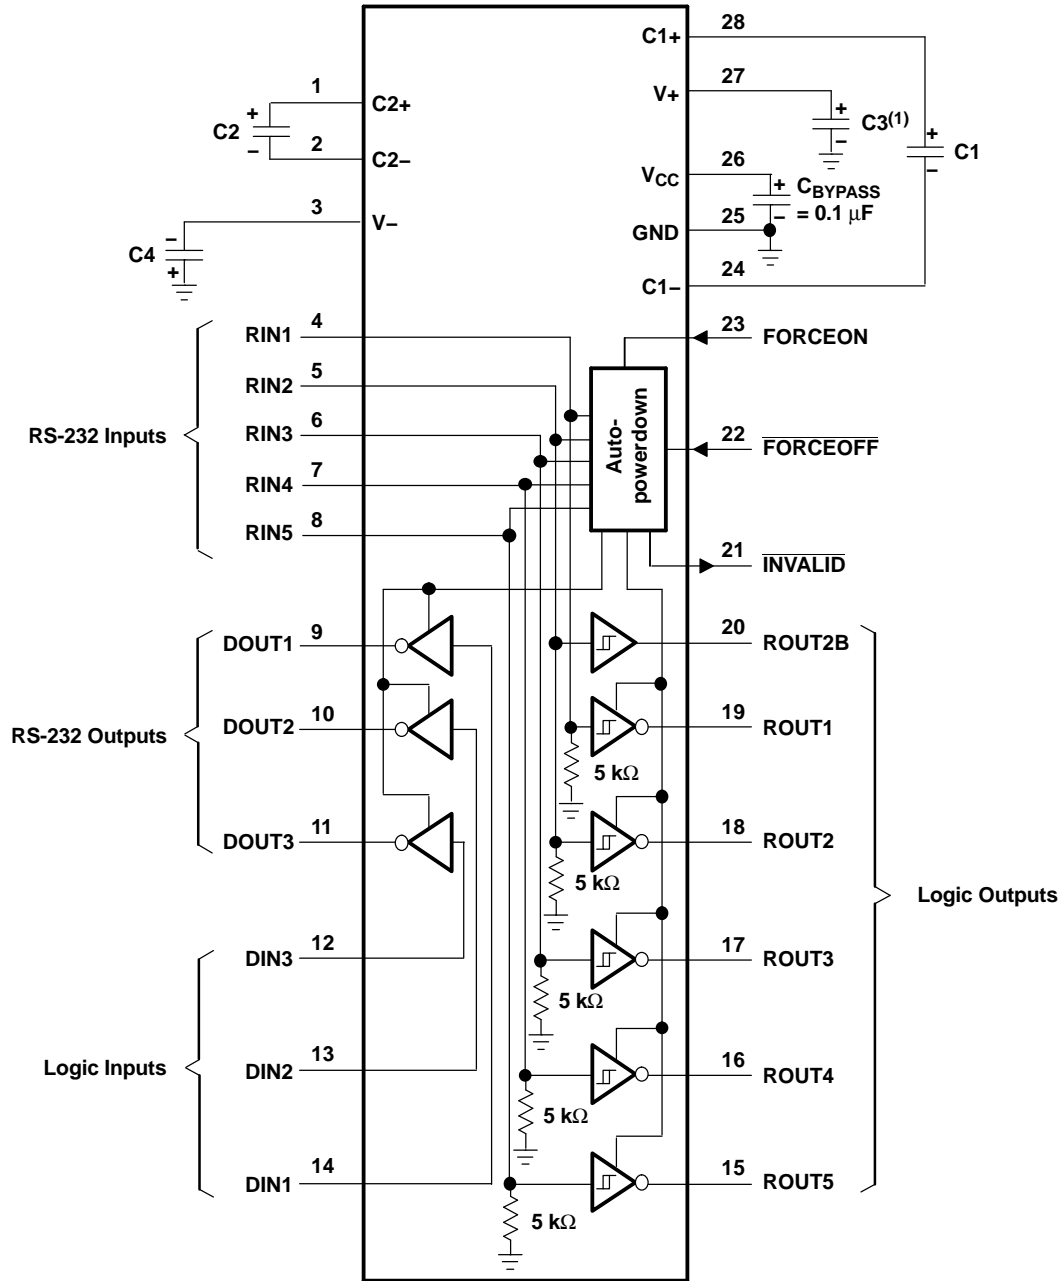 28
C1+
27
V+
C3(1)
1
C2+
C2
2
C2−
C1
26
VCC
CBYPASS
= 0.1 μF
25
GND
3
V−
C4
24
C1−
RS-232 Inputs
RIN1
4
RIN2
5
RIN3
6
RIN4
7
RIN5
8
23
FORCEON
Auto-
powerdown
22
FORCEOFF
21
INVALID
RS-232 Outputs
DOUT1
9
DOUT2
10
DOUT3
11
20
ROUT2B
19
ROUT1
5 kΩ
18
ROUT2
5 kΩ
17
ROUT3
5 kΩ
16
ROUT4
5 kΩ
15
ROUT5
5 kΩ
Logic Outputs
Logic Inputs
DIN3
12
DIN2
13
DIN1
14
+
−
+
−
−
+
+
−
+
−